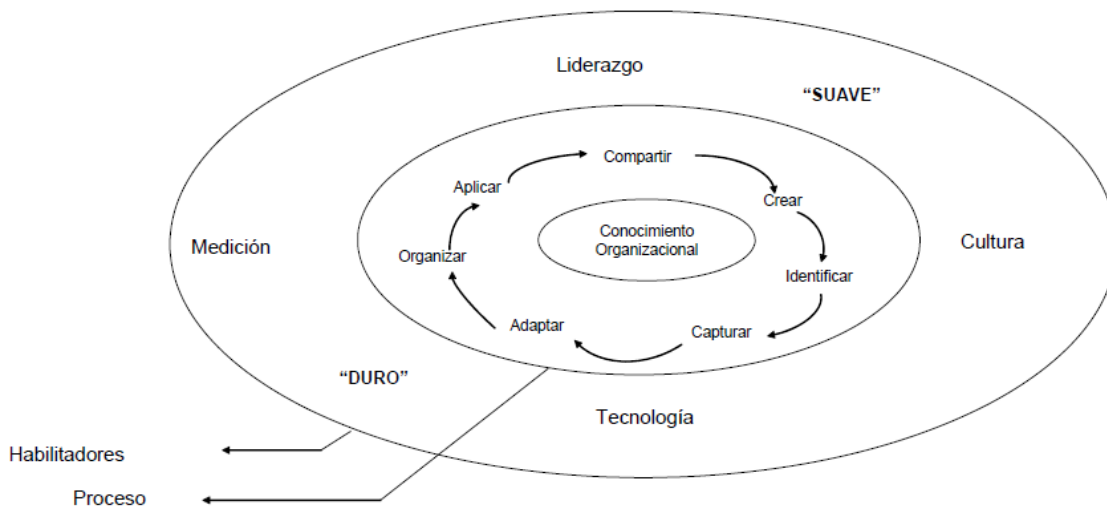 Liderazgo
“SUAVE”
Compartir
Aplicar
Crear
Conocimiento
Organizacional
Medición
Organizar
Cultura
Identificar
Adaptar
Capturar
“DURO”
Tecnología
Habilitadores
Proceso